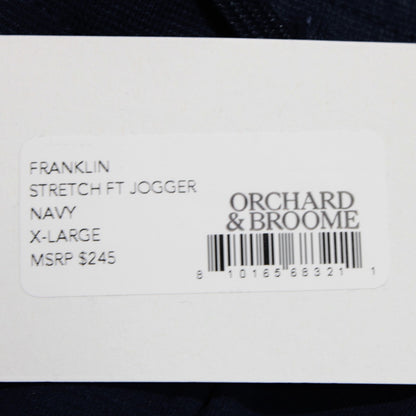 FRANKLIN
STRETCH FT JOGGER
NAVY
X-LARGE
MSRP $245
ORCHARD
& BROOME
8 10165 68321 1